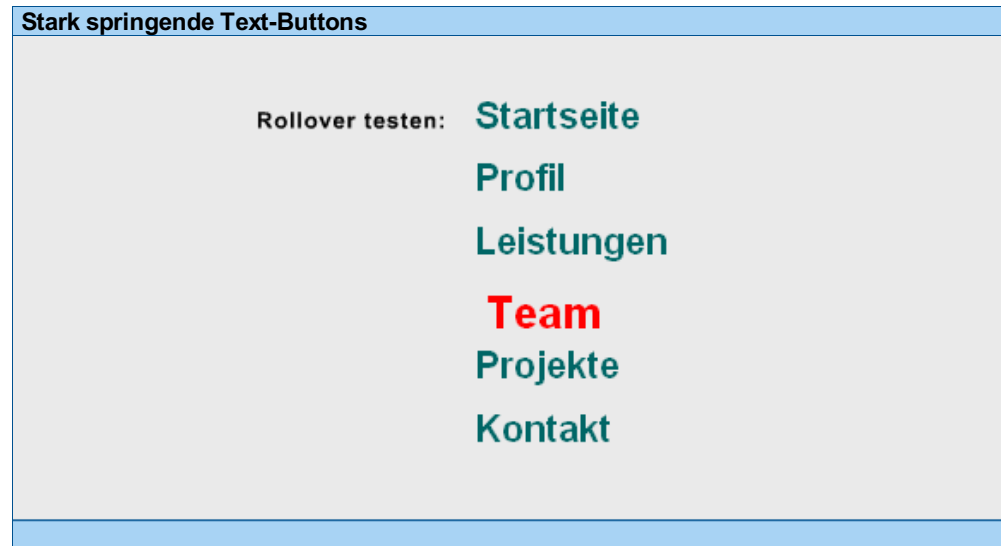 Stark springende Text-Buttons
Rollover testen: Startseite
Profil
Leistungen
Team
Projekte
Kontakt